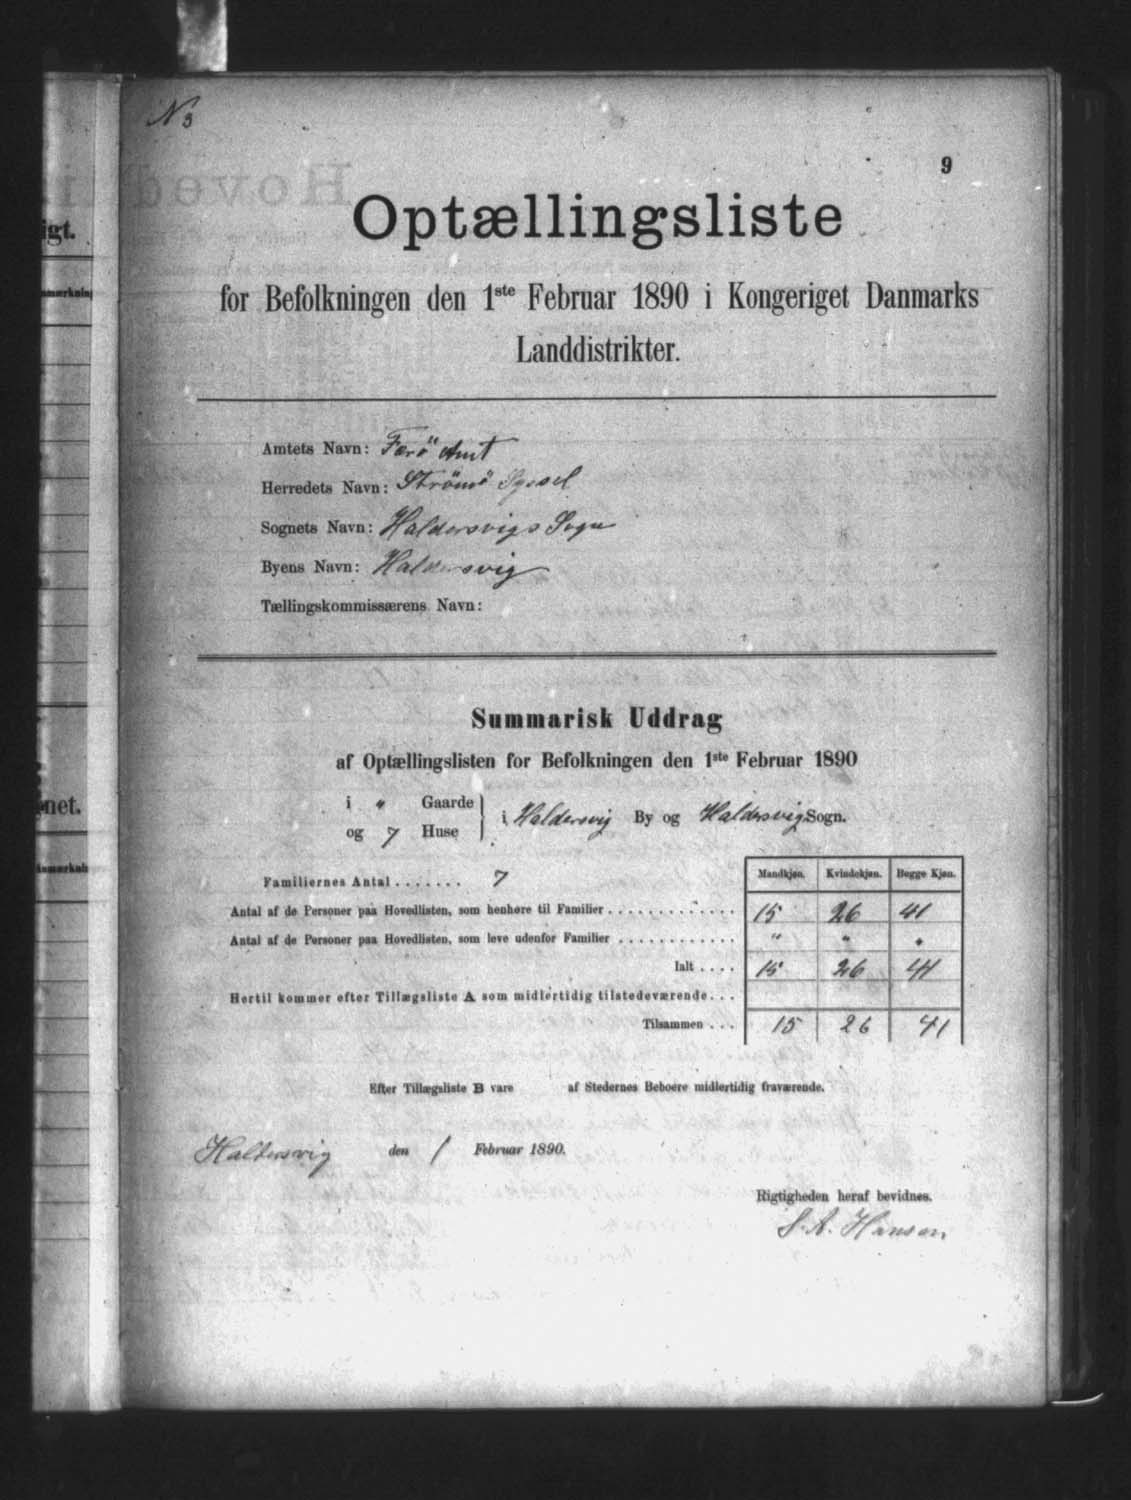 N 3
9
Optællingsliste
for Befolkningen den 1ste Februar 1890 i Kongeriget Danmarks
Landdistrikter.
Amtets Navn: Færö Amt
Herredets Navn: Strömö Syssel
Sognets Navn: Haldersvigs Sogn
Byens Navn: Haldersvig
Tællingskommissærens Navn:
Summarisk Uddrag
af Optællingslisten for Befolkningen den 1ste Februar 1890
i " Gaarde
og 7 Huse
i Haldersvig By og Haldersvig Sogn.
Mandkjøn. Kvindekjøn. Begge Kjøn.
Familiernes Antal . . . . . . . 7
Antal af de Personer paa Hovedlisten, som henhøre til Familier . . . . . . . . . . . . . 15 26 41
Antal af de Personer paa Hovedlisten, som leve udenfor Familier . . . . . . . . . . . . " " "
Ialt . . . . 15 26 41
Hertil kommer efter Tillægsliste A som midlertidig tilstedeværende. . .
Tilsammen . . . 15 26 41
Efter Tillægsliste B vare af Stedernes Beboere midlertidig fraværende.
Haldersvig den 1 Februar 1890.
Rigtigheden heraf bevidnes.
S. A. Hansen
igt.
net.